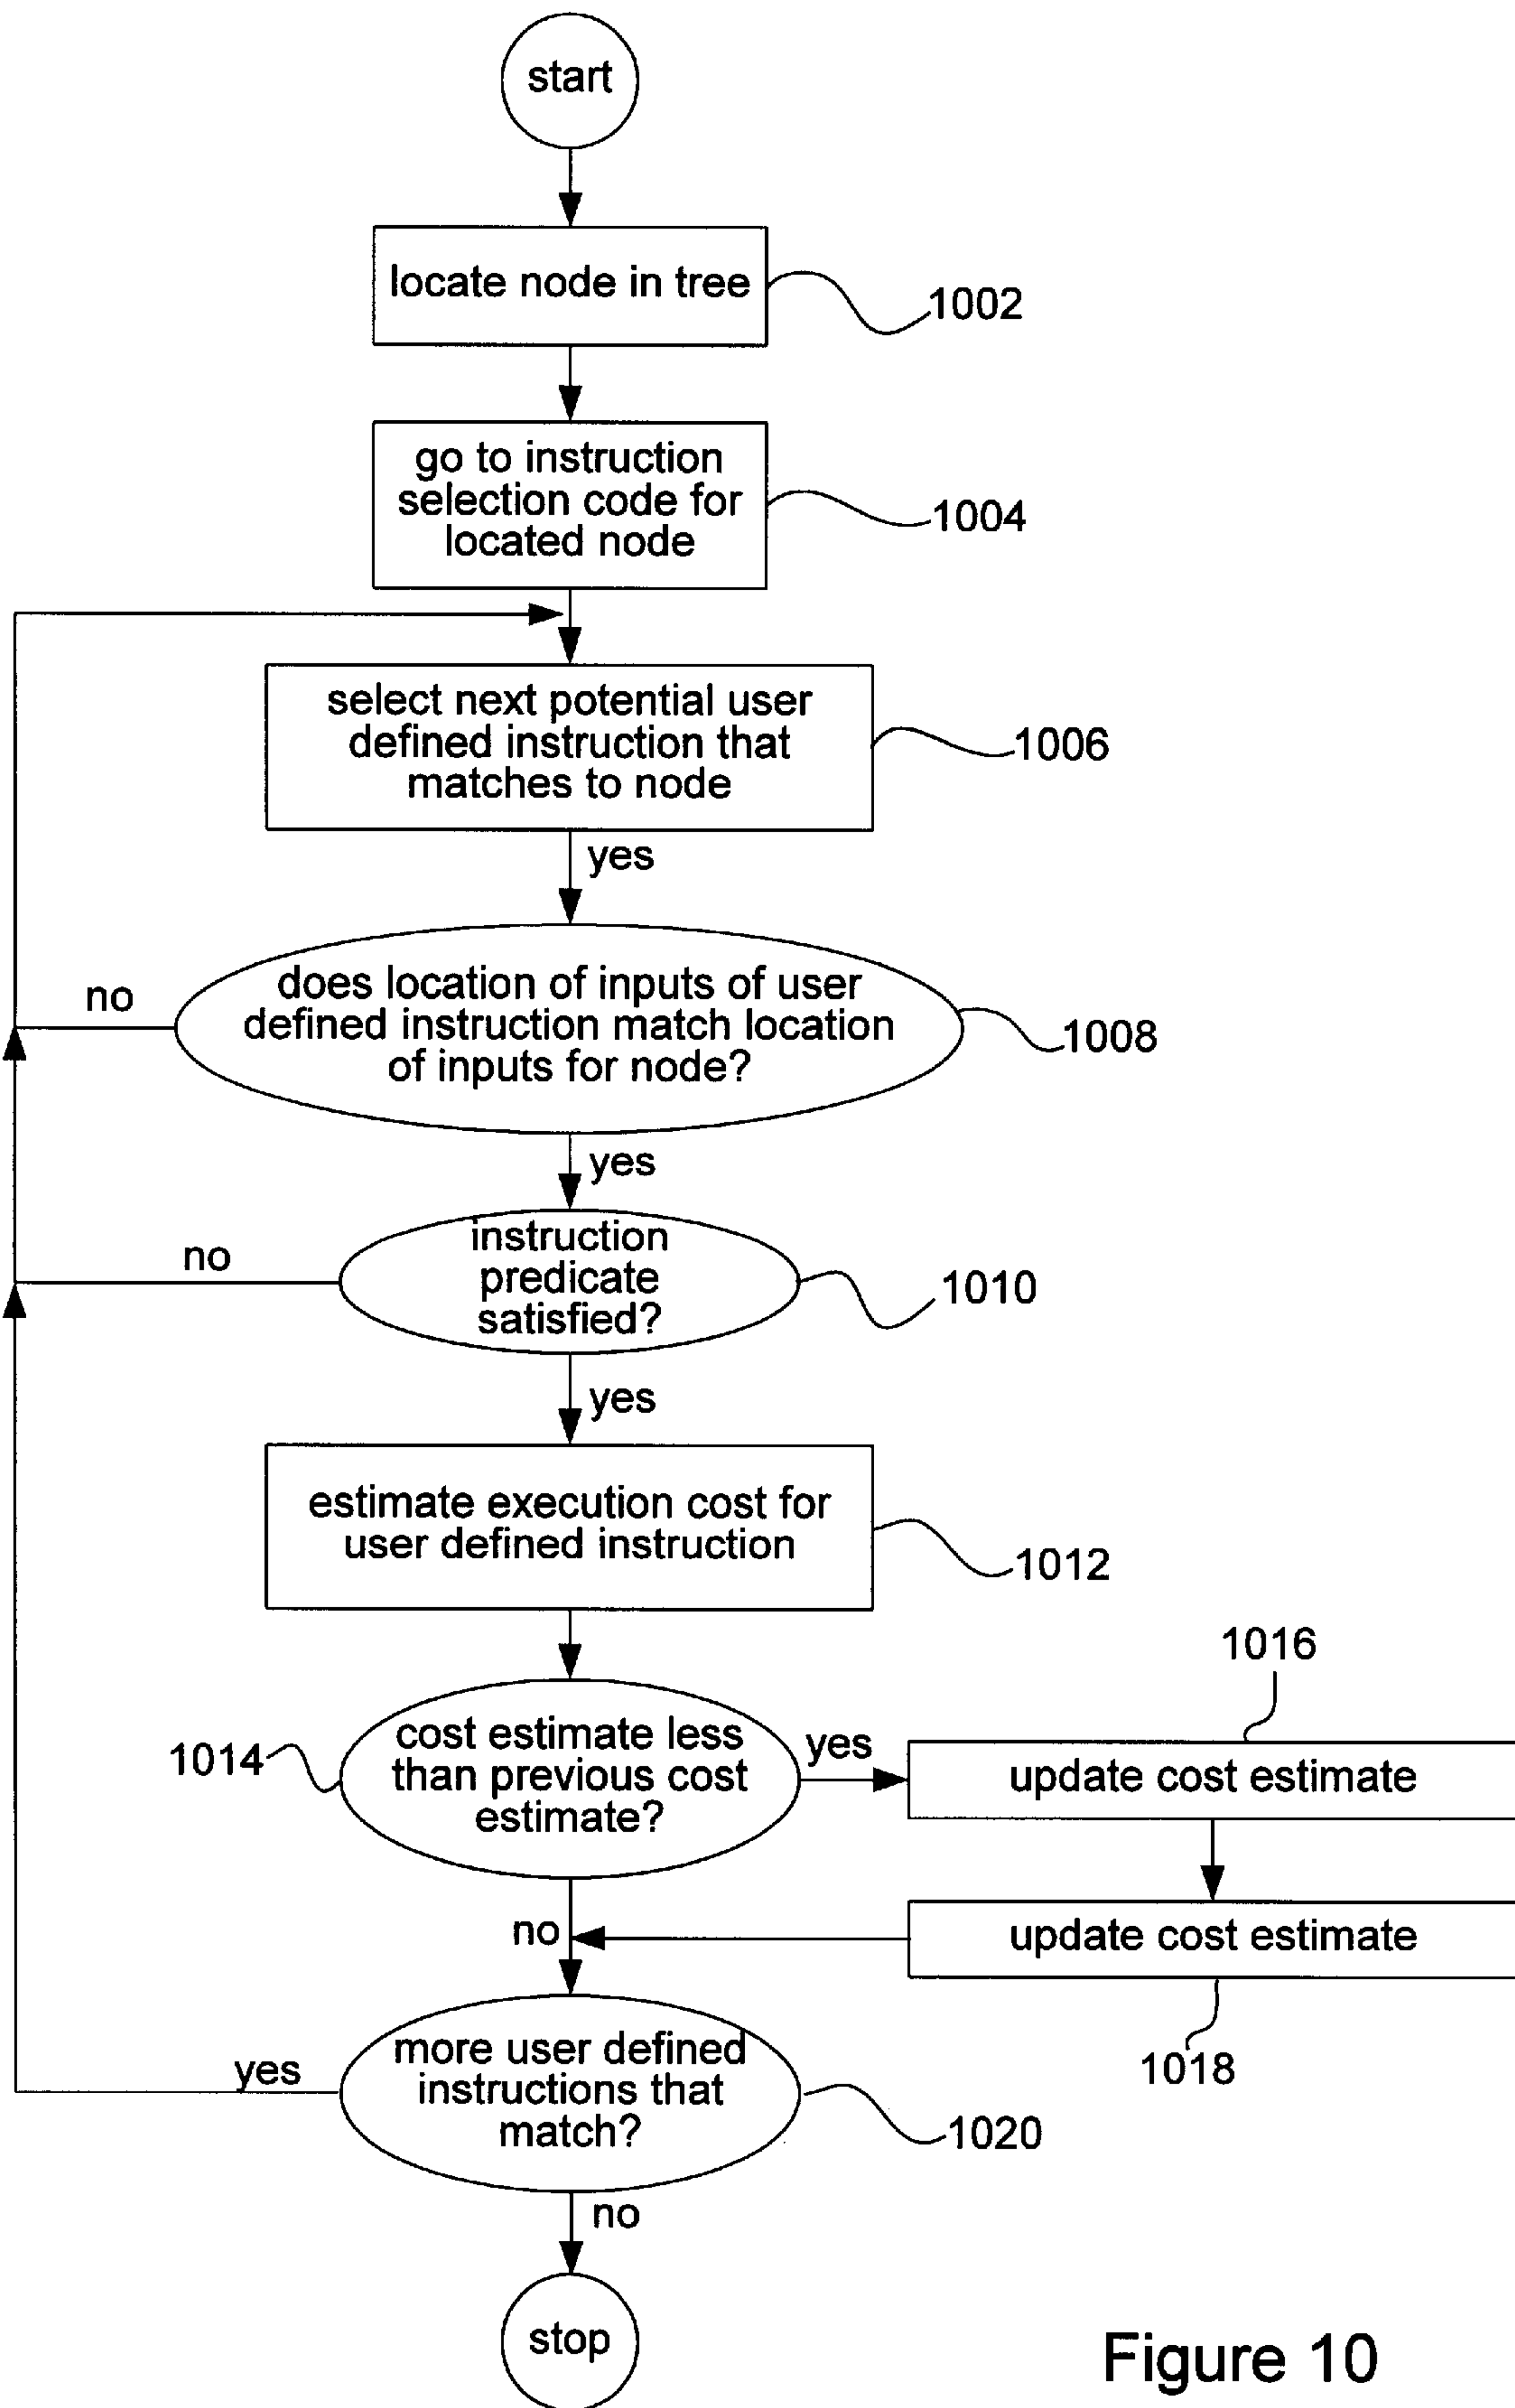 start
locate node in tree
1002
go to instruction
selection code for
located node
1004
select next potential user
defined instruction that
matches to node
1006
yes
does location of inputs of user
defined instruction match location
of inputs for node?
no
1008
yes
instruction
predicate
satisfied?
no
1010
yes
estimate execution cost for
user defined instruction
1012
1014
cost estimate less
than previous cost
estimate?
yes
1016
update cost estimate
no
update cost estimate
1018
more user defined
instructions that
match?
yes
1020
no
stop
Figure 10